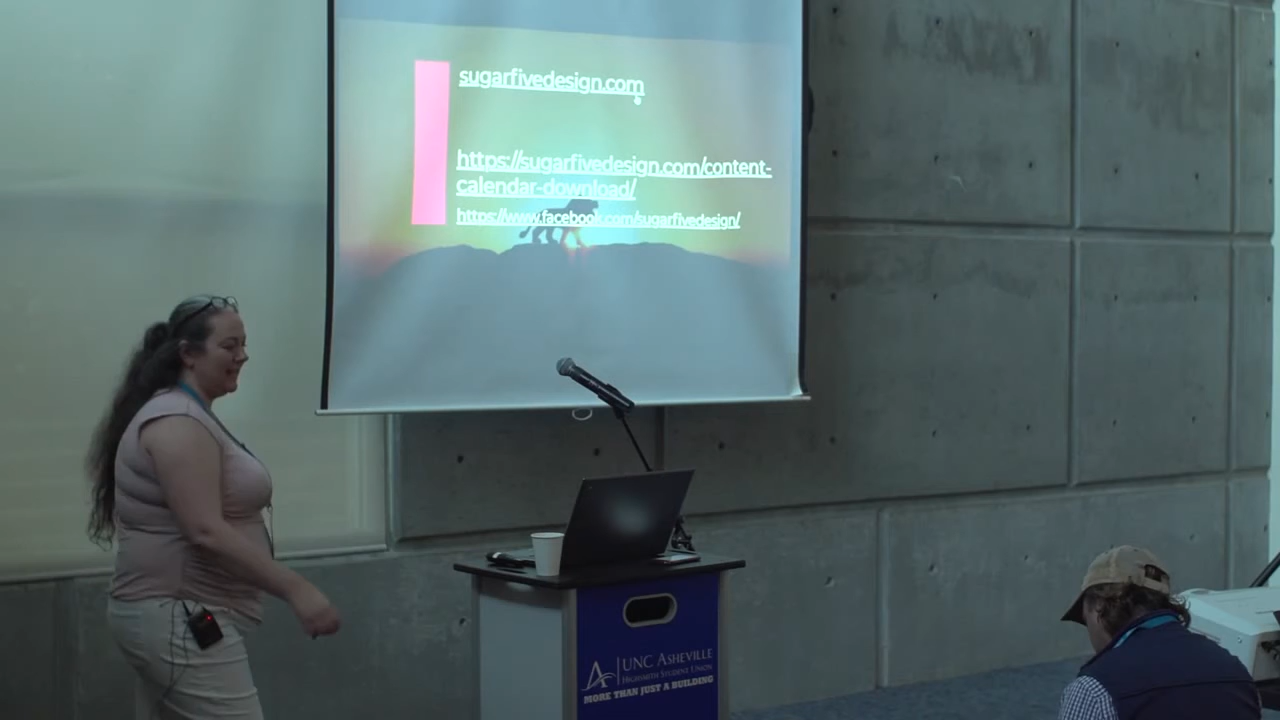 sugarfivedesign.com
https://sugarfivedesign.com/content-
calendar-download/
https://www.facebook.com/sugarfivedesign/
UNC ASHEVILLE
HIGHSMITH STUDENT UNION
MORE THAN JUST A BUILDING